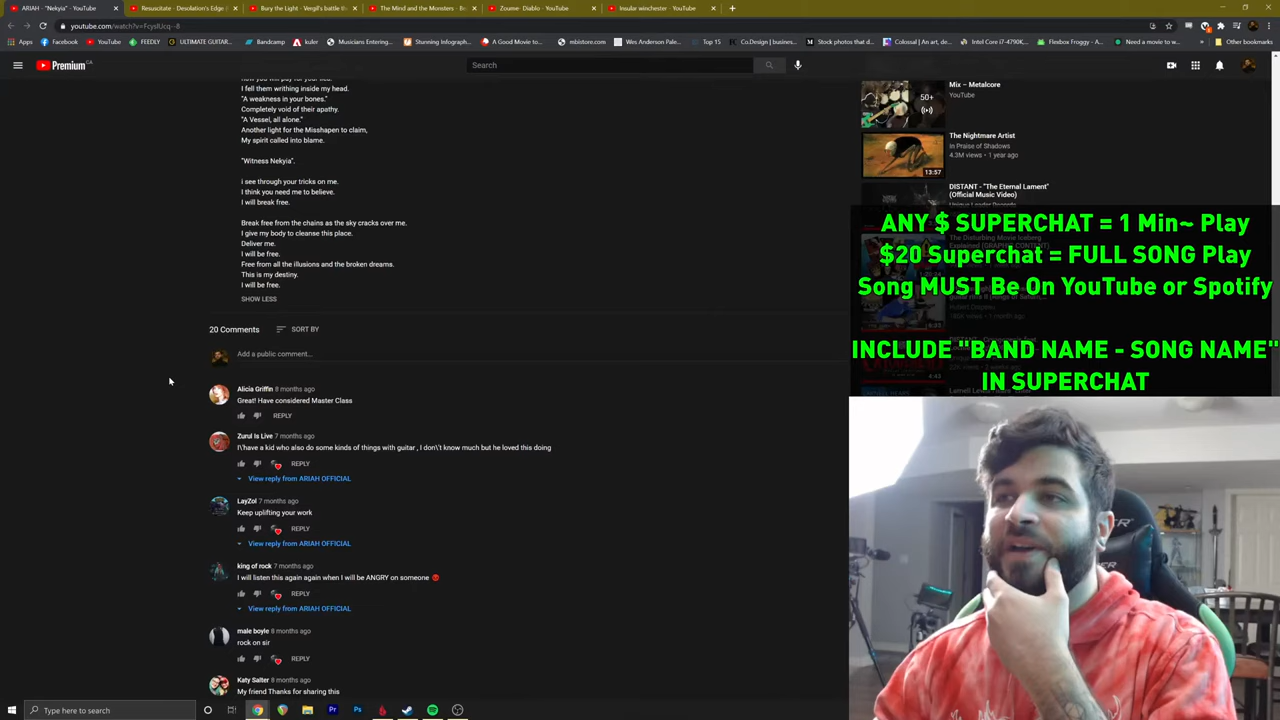 ARIAH - "Nekyia" - YouTube
Resuscitate - Desolation's Edge
Bury the Light - Vergil's battle th
The Mind and the Monsters - B
Zoume- Diablo - YouTube
Insular winchester - YouTube
Apps
Facebook
YouTube
FEEDLY
ULTIMATE GUITAR...
Bandcamp
kuler
Musicians Entering...
Stunning Infograph...
A Good Movie to...
mbistore.com
Wes Anderson Pale...
Top 15
Co.Design | busines...
Stock photos that d...
Colossal | An art, de...
Intel Core i7-4790K...
Flexbox Froggy - A...
Need a movie to w...
Other bookmarks
Premium
CA
Search
I fell them writhing inside my head.
"A weakness in your bones."
Completely void of their apathy.
"A Vessel, all alone."
Another light for the Misshapen to claim,
My spirit called into blame.
"Witness Nekyia".
i see through your tricks on me.
I think you need me to believe.
I will break free.
Break free from the chains as the sky cracks over me.
I give my body to cleanse this place.
Deliver me.
I will be free.
Free from all the illusions and the broken dreams.
This is my destiny.
I will be free.
SHOW LESS
20 Comments
SORT BY
Add a public comment...
Alicia Griffin 8 months ago
Great! Have considered Master Class
REPLY
Zurul Is Live 7 months ago
I\'have a kid who also do some kinds of things with guitar , I don\'t know much but he loved this doing
REPLY
View reply from ARIAH OFFICIAL
LayZol 7 months ago
Keep uplifting your work
REPLY
View reply from ARIAH OFFICIAL
king of rock 7 months ago
I will listen this again again when I will be ANGRY on someone
REPLY
View reply from ARIAH OFFICIAL
male boyle 8 months ago
rock on sir
REPLY
Katy Salter 8 months ago
My friend Thanks for sharing this
50+
Mix – Metalcore
YouTube
13:57
The Nightmare Artist
In Praise of Shadows
4.3M views • 1 year ago
DISTANT - "The Eternal Lament"
(Official Music Video)
ANY $ SUPERCHAT = 1 Min~ Play
$20 Superchat = FULL SONG Play
Song MUST Be On YouTube or Spotify
INCLUDE "BAND NAME - SONG NAME"
IN SUPERCHAT
Type here to search